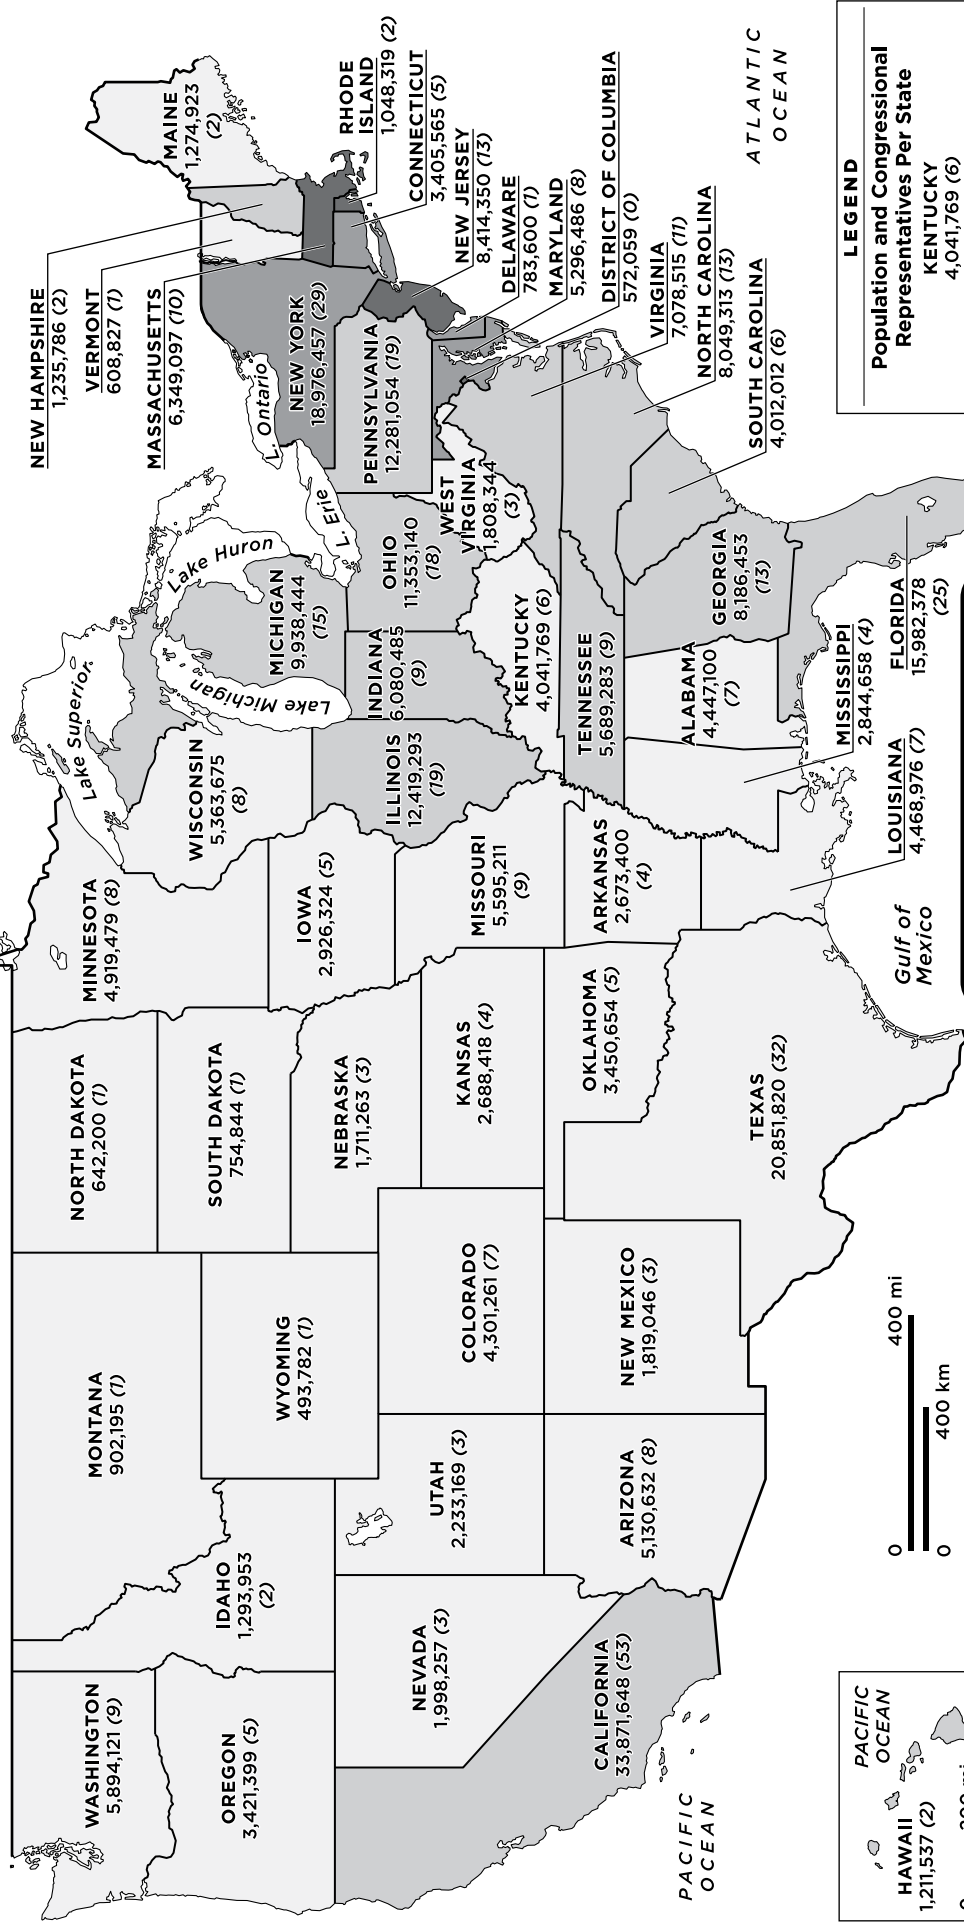 WASHINGTON
5,894,121 (9)
OREGON
3,421,399 (5)
CALIFORNIA
33,871,648 (53)
NEVADA
1,998,257 (3)
IDAHO
1,293,953
(2)
MONTANA
902,195 (1)
WYOMING
493,782 (1)
UTAH
2,233,169 (3)
ARIZONA
5,130,632 (8)
COLORADO
4,301,261 (7)
NEW MEXICO
1,819,046 (3)
NORTH DAKOTA
642,200 (1)
SOUTH DAKOTA
754,844 (1)
NEBRASKA
1,711,263 (3)
KANSAS
2,688,418 (4)
OKLAHOMA
3,450,654 (5)
TEXAS
20,851,820 (32)
MINNESOTA
4,919,479 (8)
IOWA
2,926,324 (5)
MISSOURI
5,595,211
(9)
ARKANSAS
2,673,400
(4)
LOUISIANA
4,468,976 (7)
WISCONSIN
5,363,675
(8)
ILLINOIS
12,419,293
(19)
MICHIGAN
9,938,444
(15)
INDIANA
6,080,485
(9)
OHIO
11,353,140
(18)
KENTUCKY
4,041,769 (6)
TENNESSEE
5,689,283 (9)
MISSISSIPPI
2,844,658 (4)
ALABAMA
4,447,100
(7)
GEORGIA
8,186,453
(13)
FLORIDA
15,982,378
(25)
SOUTH CAROLINA
4,012,012 (6)
NORTH CAROLINA
8,049,313 (13)
VIRGINIA
7,078,515 (11)
WEST
VIRGINIA
1,808,344
(3)
DISTRICT OF COLUMBIA
572,059 (0)
MARYLAND
5,296,486 (8)
DELAWARE
783,600 (1)
NEW JERSEY
8,414,350 (13)
PENNSYLVANIA
12,281,054 (19)
NEW YORK
18,976,457 (29)
CONNECTICUT
3,405,565 (5)
RHODE
ISLAND
1,048,319 (2)
MASSACHUSETTS
6,349,097 (10)
VERMONT
608,827 (1)
NEW HAMPSHIRE
1,235,786 (2)
MAINE
1,274,923
(2)
Lake Superior
Lake Michigan
Lake Huron
L. Erie
L. Ontario
ATLANTIC
OCEAN
Gulf of
Mexico
PACIFIC
OCEAN
PACIFIC
OCEAN
HAWAII
1,211,537 (2)
0 400 mi
0 400 km
LEGEND
Population and Congressional
Representatives Per State
KENTUCKY
4,041,769 (6)